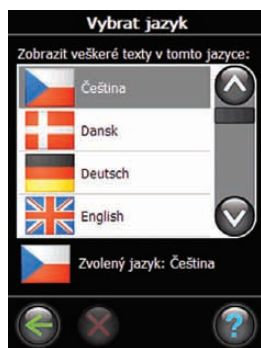 Vybrat jazyk
Zobrazit veškeré texty v tomto jazyce:
Čeština
Dansk
Deutsch
English
Zvolený jazyk: Čeština
?